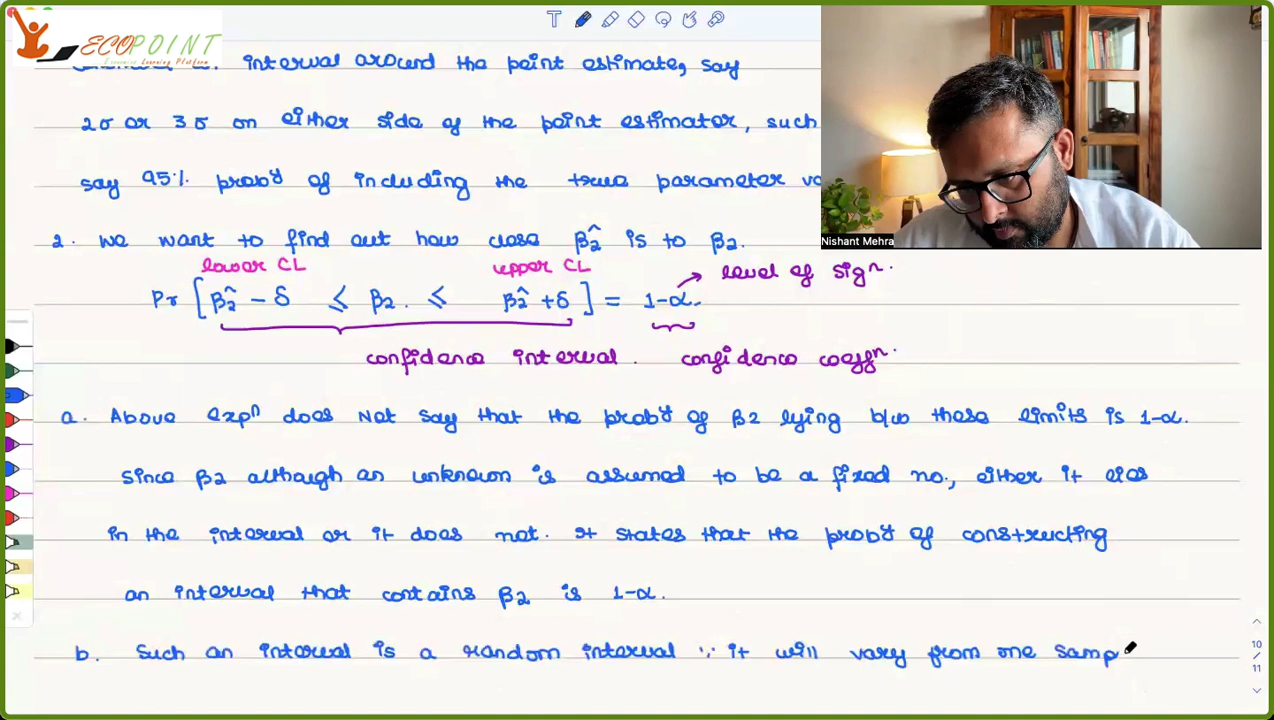 ECOPOINT
Economics Learning Platform
interval around the point estimate, say
2σ or 3σ on either side of the point estimator, such
say 95% prob'y of including the true parameter va
2. We want to find out how close β̂2 is to β2.
lower CL upper CL level of sigⁿ.
Pr [ β̂2 - δ ≤ β2 . ≤ β̂2 + δ ] = 1-α.
confidence interval. confidence coeffⁿ.
a. Above expⁿ does Not say that the prob'y of β2 lying b/w these limits is 1-α.
since β2 although an unknown is assumed to be a fixed no., either it lies
in the interval or it does not. It states that the prob'y of constructing
an interval that contains β2 is 1-α.
b. Such an interval is a random interval ∵ it will vary from one samp
Nishant Mehra
10
/
11